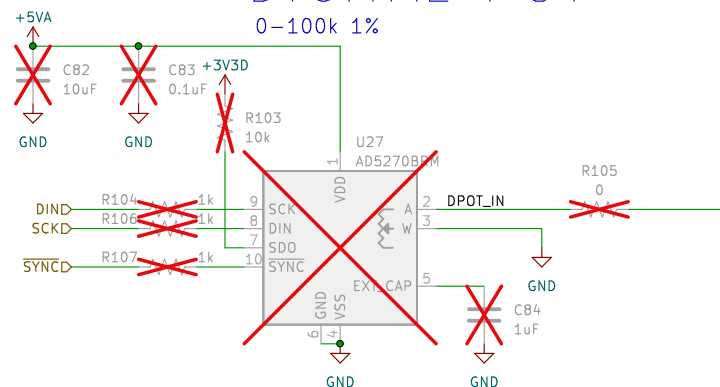 0-100k 1%
+5VA
C82
10uF
GND
C83
0.1uF
GND
+3V3D
R103
10k
U27
AD5270BRM
1
VDD
DIN
R104
1k
9
SCK
SCKD
R106
1k
8
DIN
7
SDO
SYNC
R107
1k
10
SYNC
A
2
DPOT_IN
R105
0
W
3
GND
EXT_CAP
5
C84
1uF
GND
GND
6
VSS
4
GND